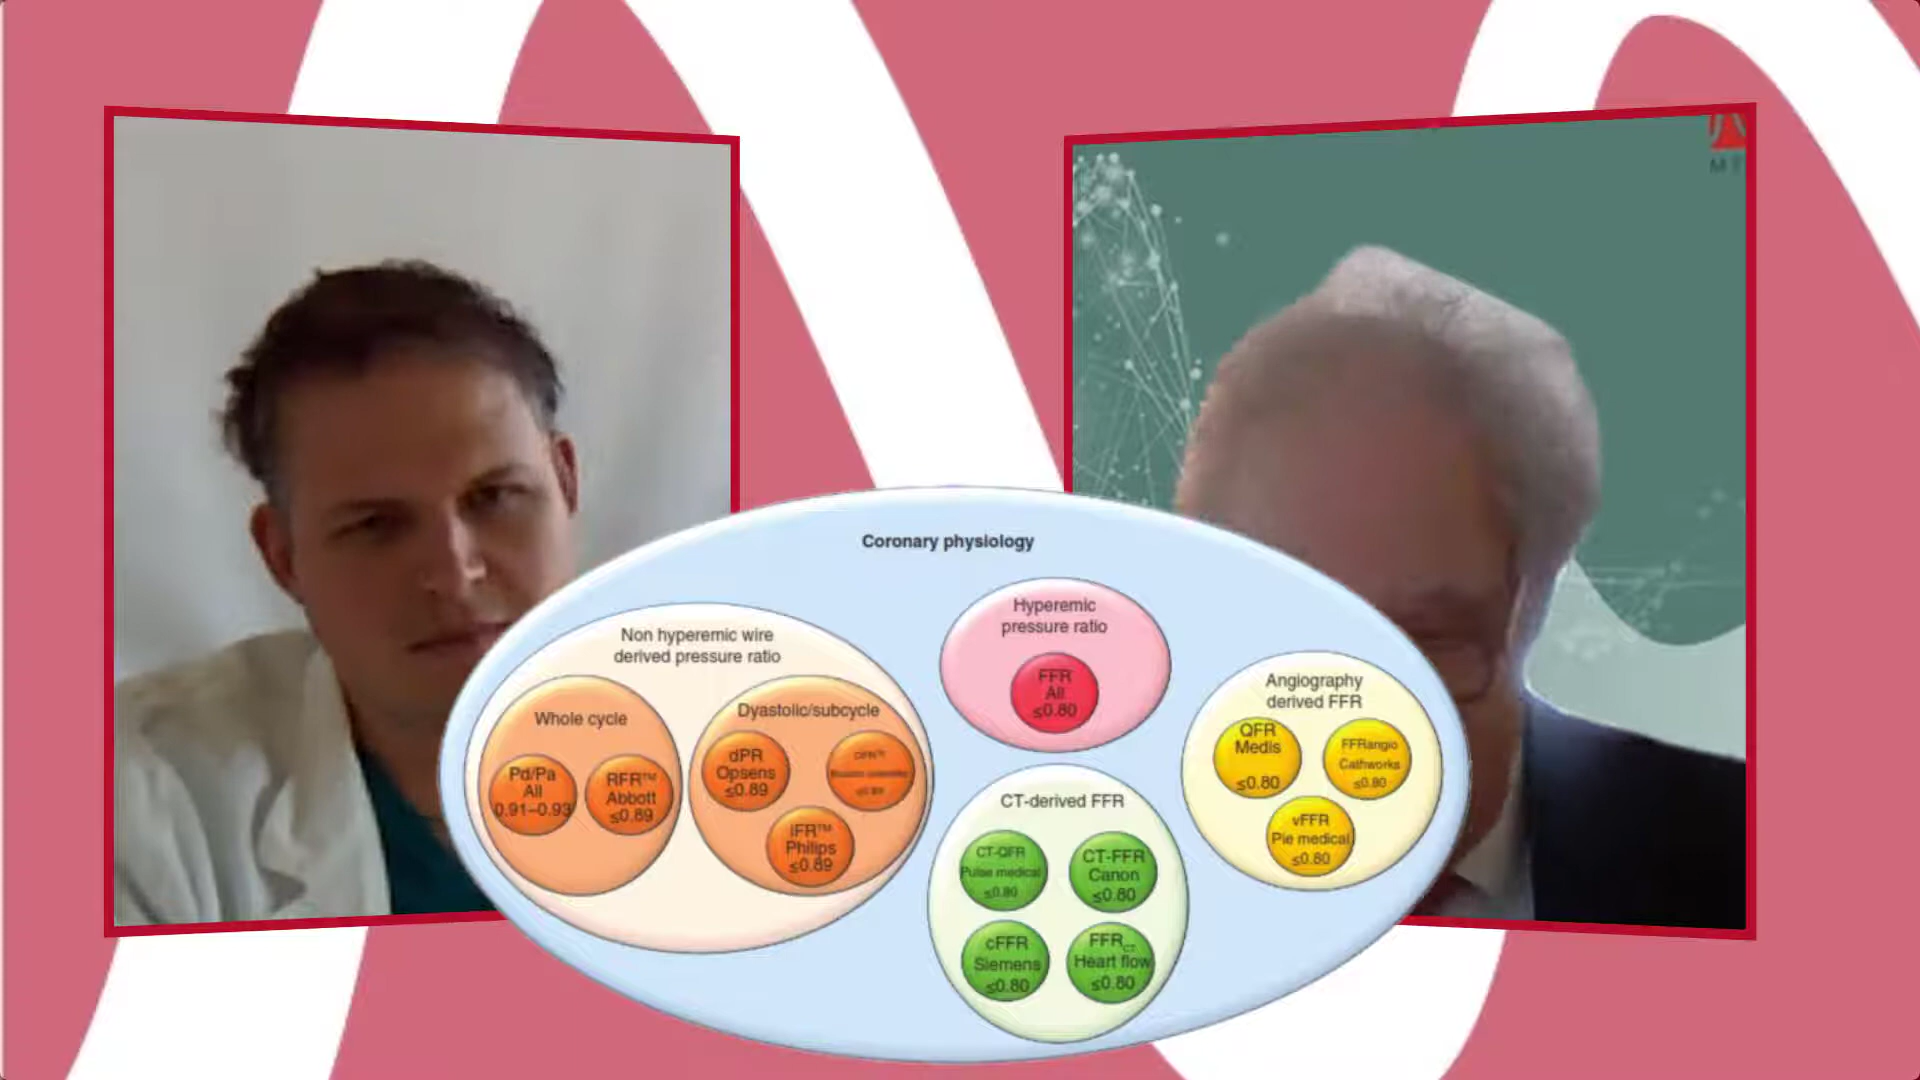 Coronary physiology
Non hyperemic wire
derived pressure ratio
Whole cycle
Pd/Pa
All
0.91–0.93
RFR™
Abbott
≤0.89
Dyastolic/subcycle
dPR
Opsens
≤0.89
≤0.89
iFR™
Philips
≤0.89
Hyperemic
pressure ratio
FFR
All
≤0.80
CT-derived FFR
CT-QFR
Pulse medical
≤0.80
CT-FFR
Canon
≤0.80
cFFR
Siemens
≤0.80
FFRCT
Heart flow
≤0.80
Angiography
derived FFR
QFR
Medis
≤0.80
FFRangio
Cathworks
≤0.80
vFFR
Pie medical
≤0.80